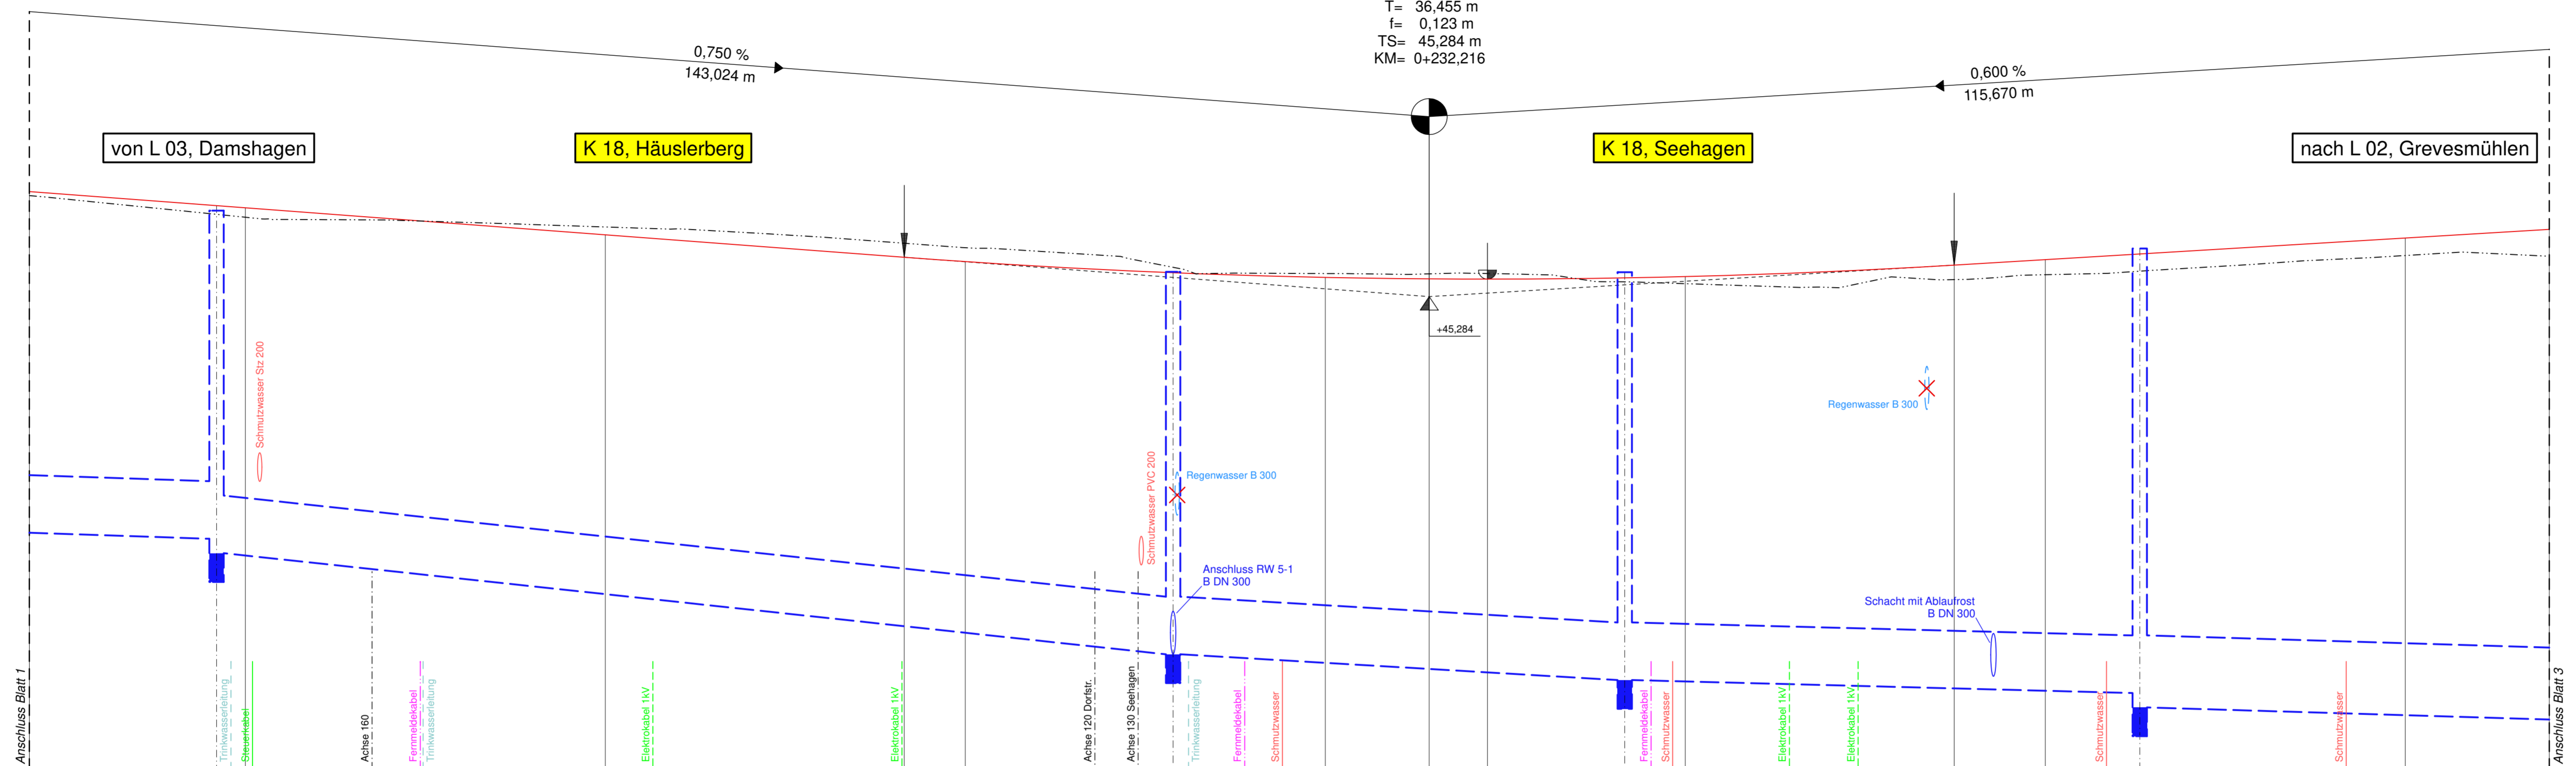 T= 36,455 m
f= 0,123 m
TS= 45,284 m
KM= 0+232,216
0,750 %
143,024 m
0,600 %
115,670 m
von L 03, Damshagen
K 18, Häuslerberg
K 18, Seehagen
nach L 02, Grevesmühlen
+45,284
Schmutzwasser Stz 200
Regenwasser B 300
Schmutzwasser PVC 200
Regenwasser B 300
Anschluss RW 5-1
B DN 300
Schacht mit Ablaufrost
B DN 300
Anschluss Blatt 1
Trinkwasserleitung
Steuerkabel
Achse 160
Fernmeldekabel
Trinkwasserleitung
Elektrokabel 1kV
Elektrokabel 1kV
Achse 120 Dorfstr.
Achse 130 Seehagen
Trinkwasserleitung
Fernmeldekabel
Schmutzwasser
Fernmeldekabel
Schmutzwasser
Elektrokabel 1kV
Elektrokabel 1kV
Schmutzwasser
Schmutzwasser
Anschluss Blatt 3